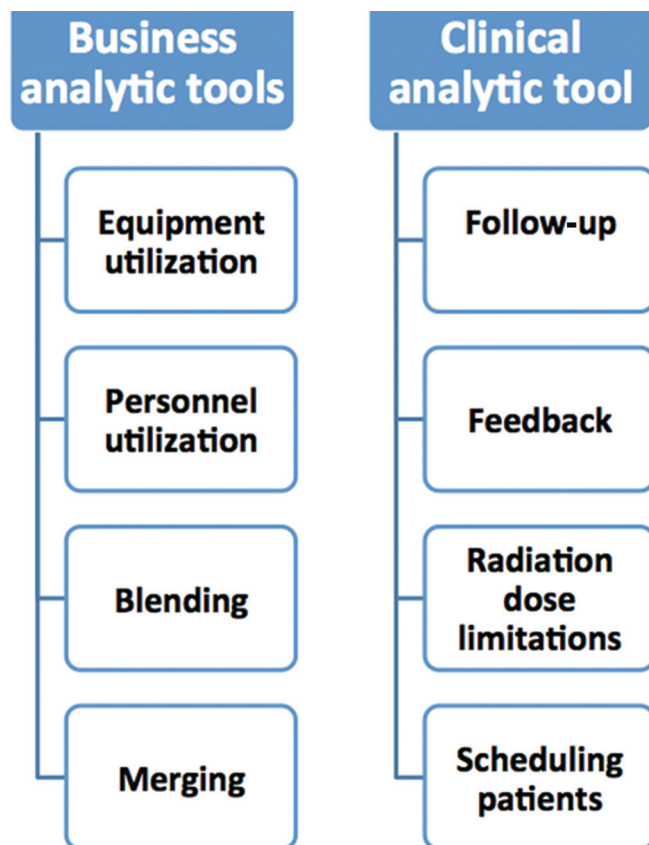 Business
analytic tools
Equipment
utilization
Personnel
utilization
Blending
Merging
Clinical
analytic tool
Follow-up
Feedback
Radiation
dose
limitations
Scheduling
patients